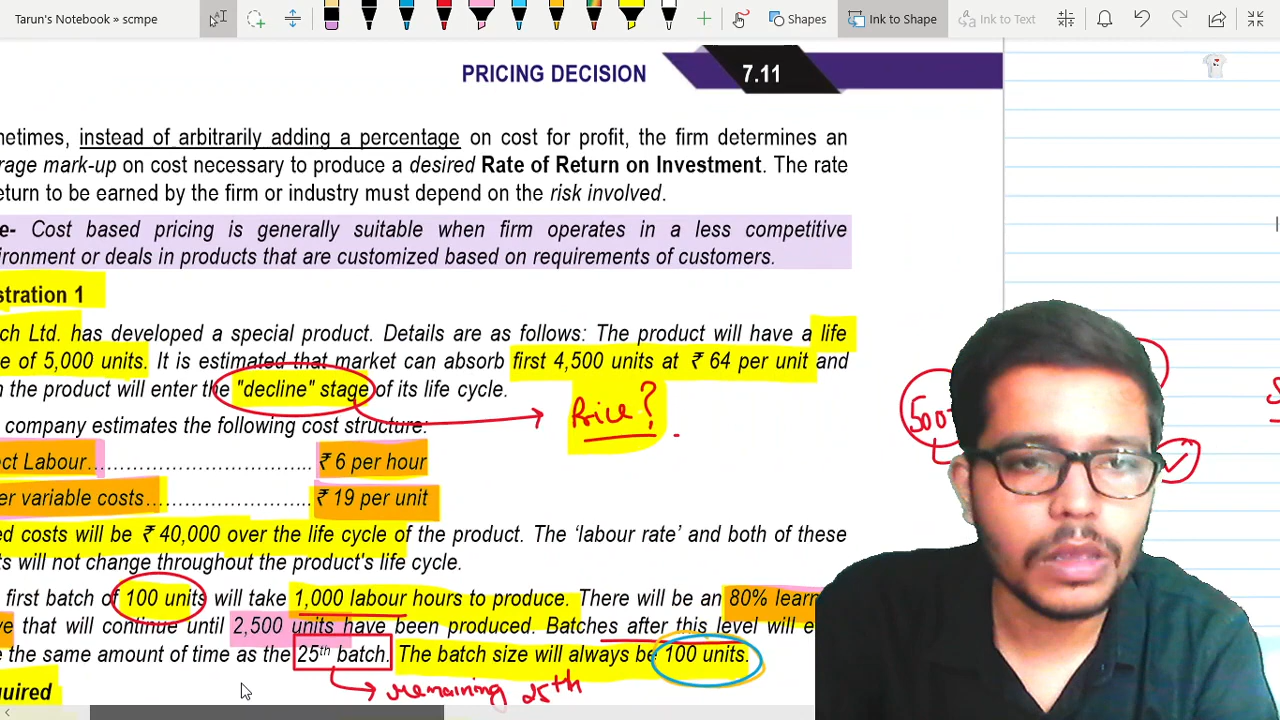 Tarun's Notebook » scmpe
Shapes
Ink to Shape
Ink to Text
PRICING DECISION 7.11
netimes, instead of arbitrarily adding a percentage on cost for profit, the firm determines an
rage mark-up on cost necessary to produce a desired Rate of Return on Investment. The rate
eturn to be earned by the firm or industry must depend on the risk involved.
e- Cost based pricing is generally suitable when firm operates in a less competitive
ironment or deals in products that are customized based on requirements of customers.
stration 1
ch Ltd. has developed a special product. Details are as follows: The product will have a life
e of 5,000 units. It is estimated that market can absorb first 4,500 units at ₹ 64 per unit and
n the product will enter the "decline" stage of its life cycle.
Price?
company estimates the following cost structure:
500
ect Labour………………………………….. ₹ 6 per hour
er variable costs………………………….. ₹ 19 per unit
ed costs will be ₹ 40,000 over the life cycle of the product. The 'labour rate' and both of these
ts will not change throughout the product's life cycle.
first batch of 100 units will take 1,000 labour hours to produce. There will be an 80% learn
ve that will continue until 2,500 units have been produced. Batches after this level will e
e the same amount of time as the 25th batch. The batch size will always be 100 units.
remaining 25th
quired